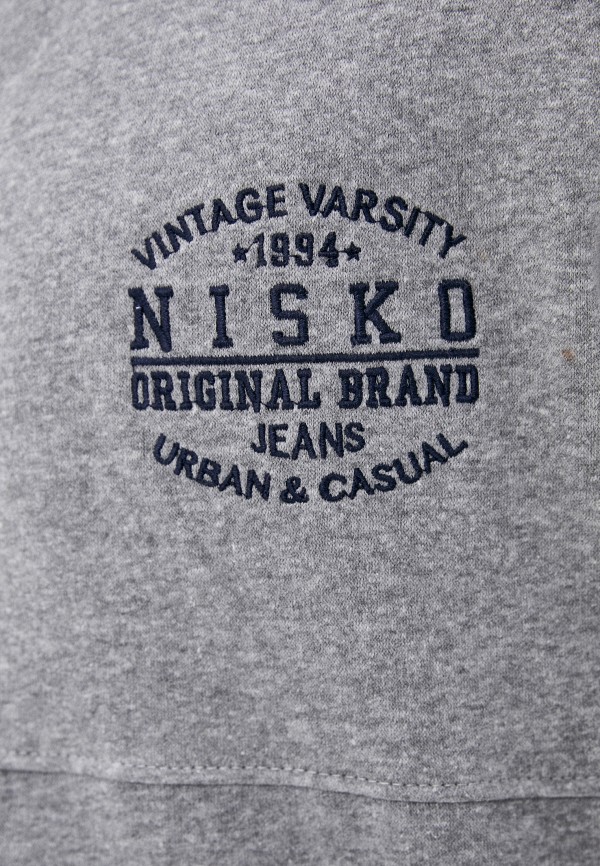 VINTAGE VARSITY
★1994★
NISKO
ORIGINAL BRAND
JEANS
URBAN & CASUAL